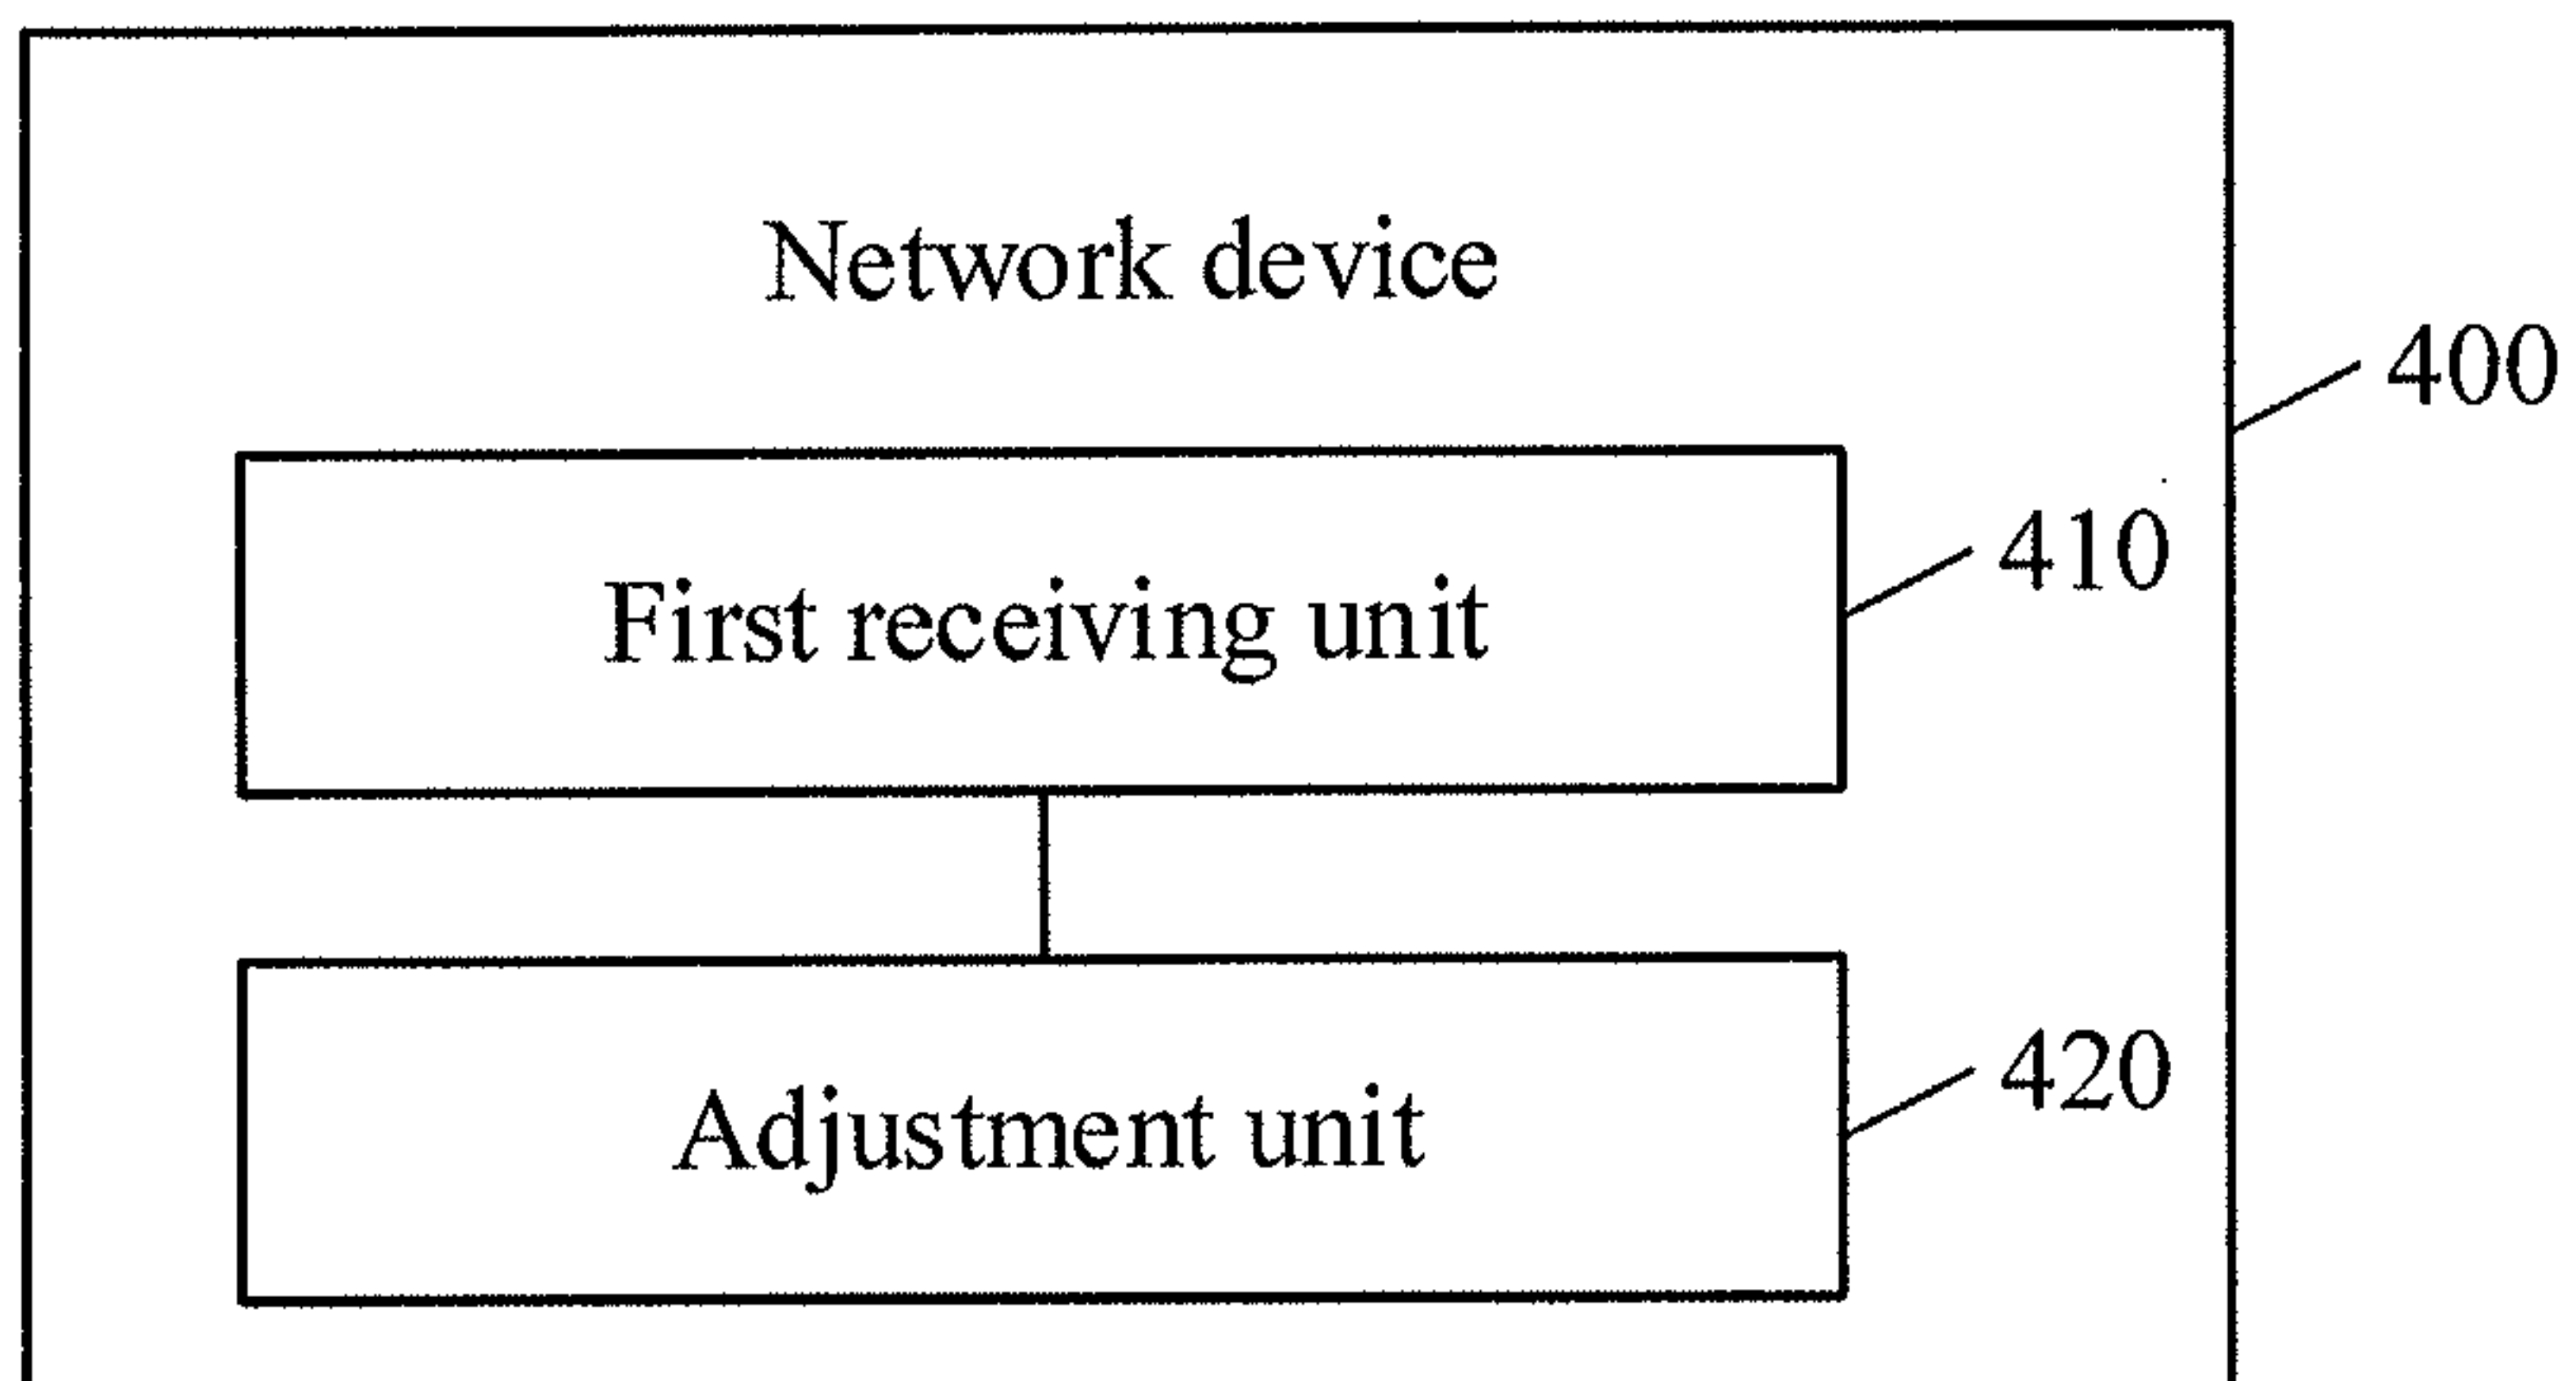 Network device
400
410
First receiving unit
420
Adjustment unit